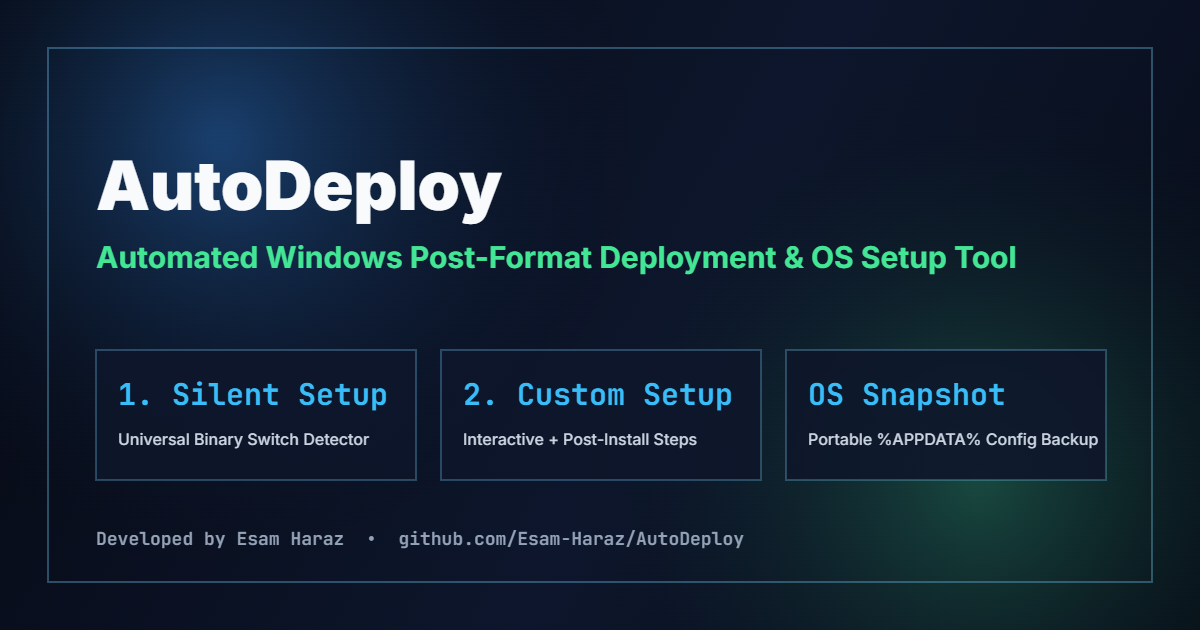 AutoDeploy
Automated Windows Post-Format Deployment & OS Setup Tool
1. Silent Setup
Universal Binary Switch Detector
2. Custom Setup
Interactive + Post-Install Steps
OS Snapshot
Portable %APPDATA% Config Backup
Developed by Esam Haraz • github.com/Esam-Haraz/AutoDeploy